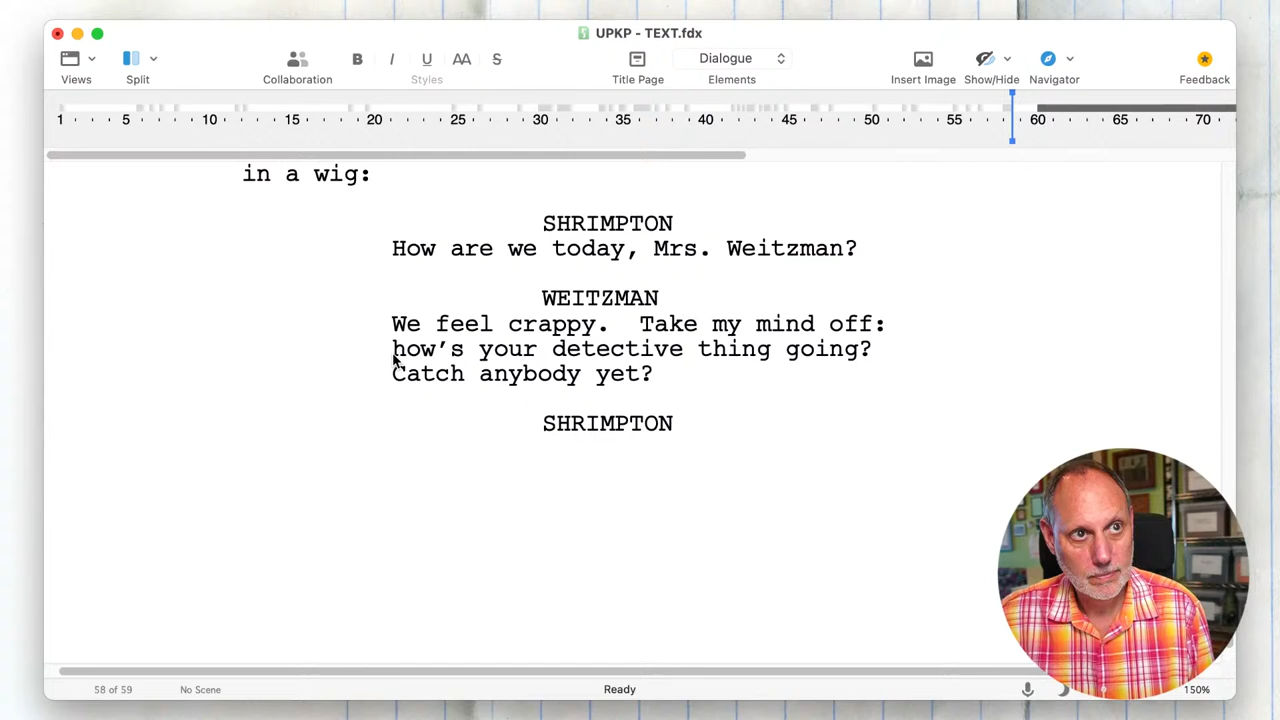 UPKP - TEXT.fdx
B I U AA S
Dialogue
Views
Split
Collaboration
Styles
Title Page
Elements
Insert Image
Show/Hide
Navigator
Feedback
1 5 10 15 20 25 30 35 40 45 50 55 60 65 70
in a wig:
SHRIMPTON
How are we today, Mrs. Weitzman?
WEITZMAN
We feel crappy.  Take my mind off:
how’s your detective thing going?
Catch anybody yet?
SHRIMPTON
58 of 59
No Scene
Ready
150%